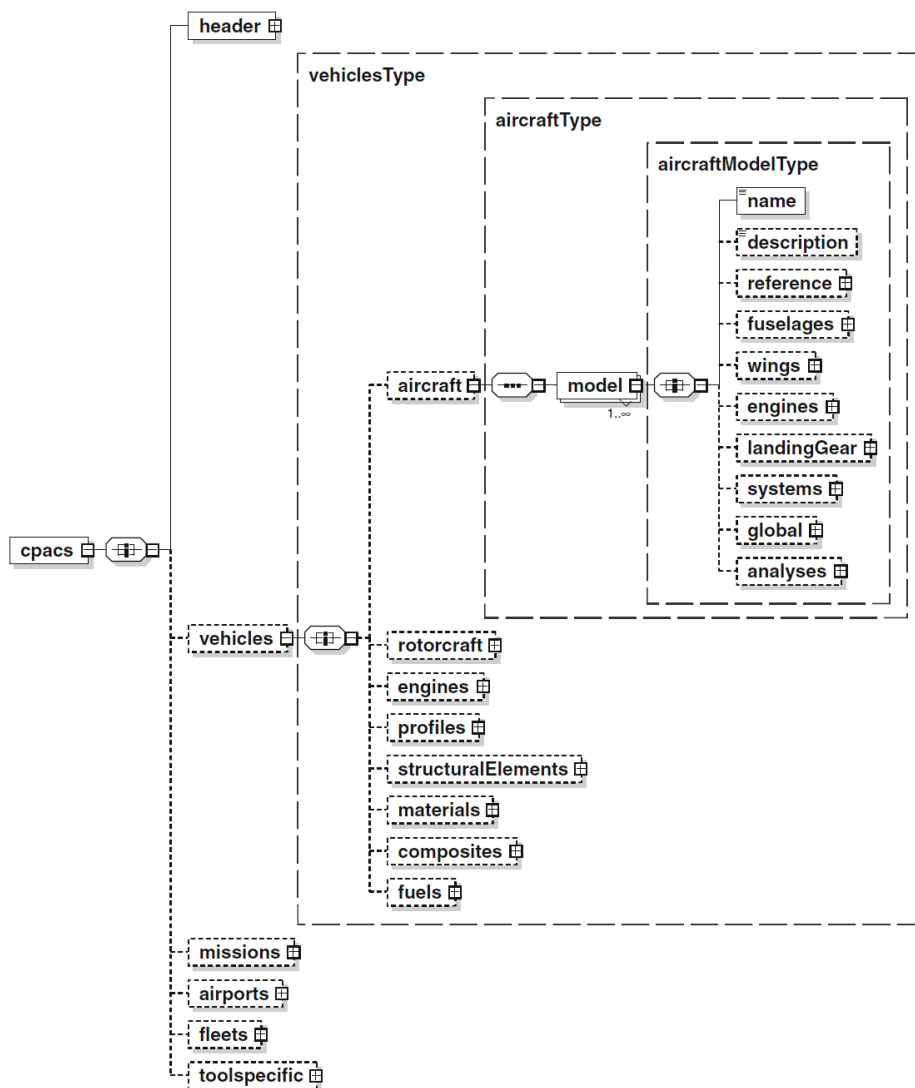 header
vehiclesType
aircraftType
aircraftModelType
name
description
reference
fuselages
wings
aircraft
model
1..∞
engines
landingGear
systems
global
cpacs
analyses
vehicles
rotorcraft
engines
profiles
structuralElements
materials
composites
fuels
missions
airports
fleets
toolspecific